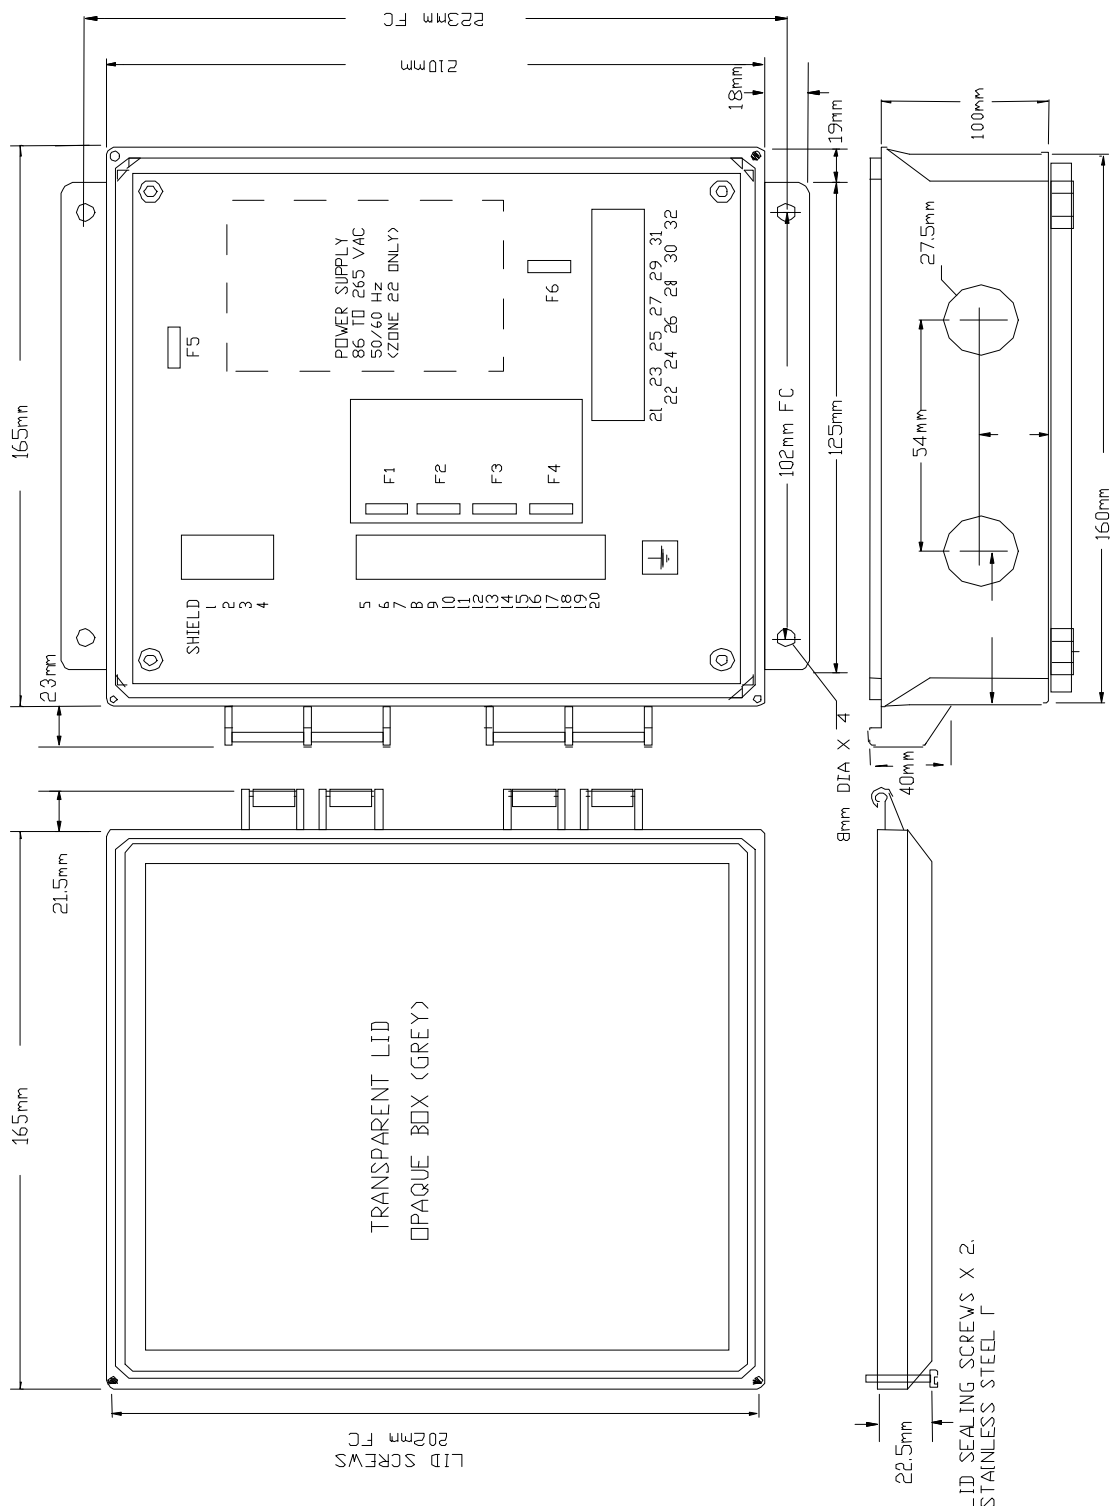 223mm FC
210mm
18mm
19mm
165mm
23mm
POWER SUPPLY
86 TO 265 VAC
50/60 Hz
(ZONE 22 ONLY)
F5
F6
F1
F2
F3
F4
21 23 25 27 29 31
22 24 26 28 30 32
SHIELD
1
2
3
4
5
6
7
8
9
10
11
12
13
14
15
16
17
18
19
20
102mm FC
125mm
8mm DIA X 4
100mm
27.5mm
54mm
160mm
40mm
21.5mm
165mm
TRANSPARENT LID
OPAQUE BOX (GREY)
LID SCREWS
202mm FC
22.5mm
ID SEALING SCREWS X 2.
STAINLESS STEEL